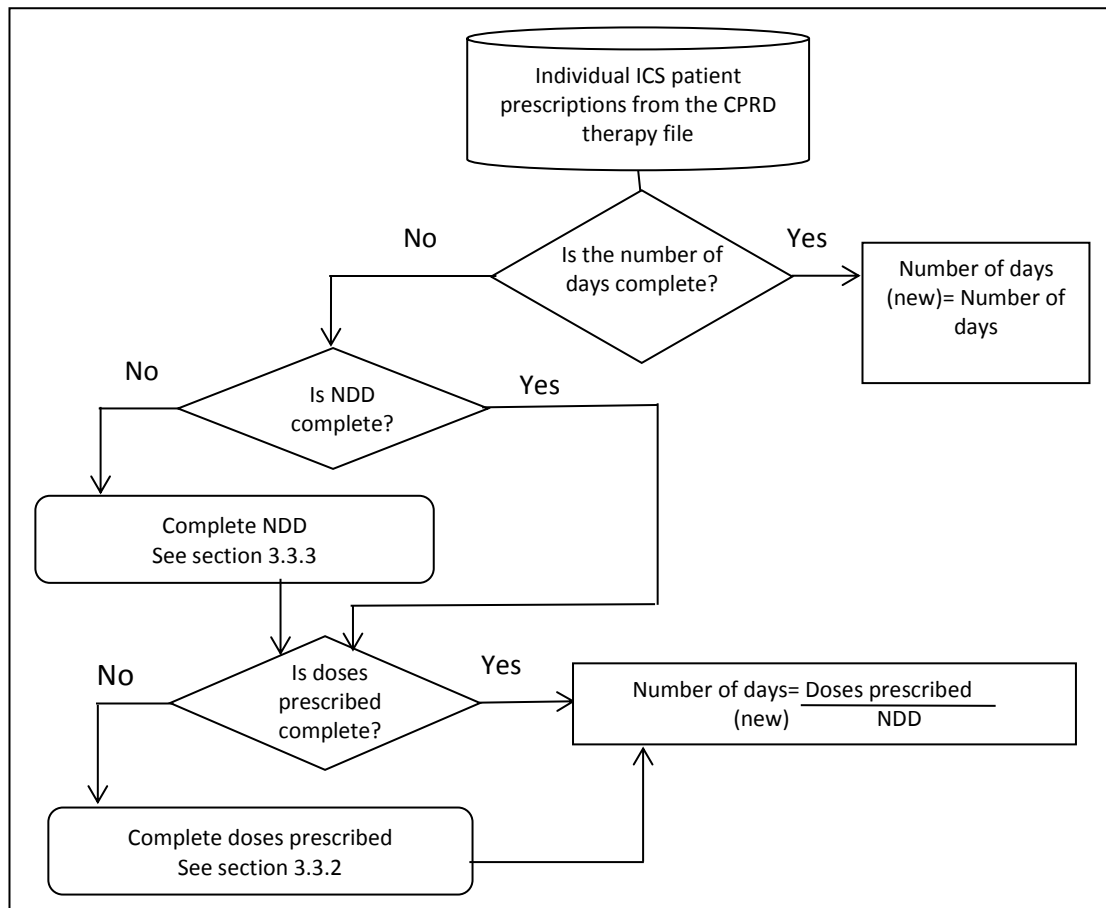 Individual ICS patient
prescriptions from the CPRD
therapy file
No
Yes
Is the number of
days complete?
Number of days
(new)= Number of
days
No
Yes
Is NDD
complete?
Complete NDD
See section 3.3.3
No
Yes
Is doses
prescribed
complete?
Number of days= Doses prescribed
(new) NDD
Complete doses prescribed
See section 3.3.2